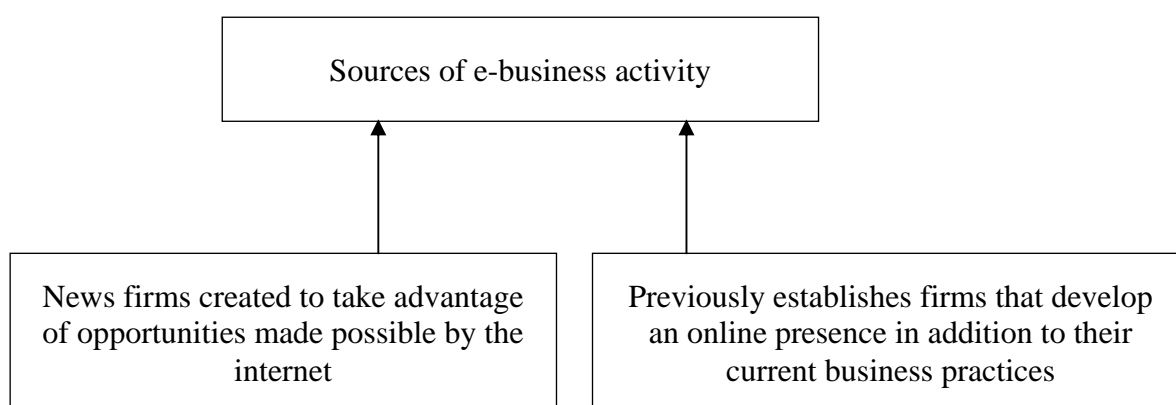 Sources of e-business activity
News firms created to take advantage
of opportunities made possible by the
internet
Previously establishes firms that develop
an online presence in addition to their
current business practices